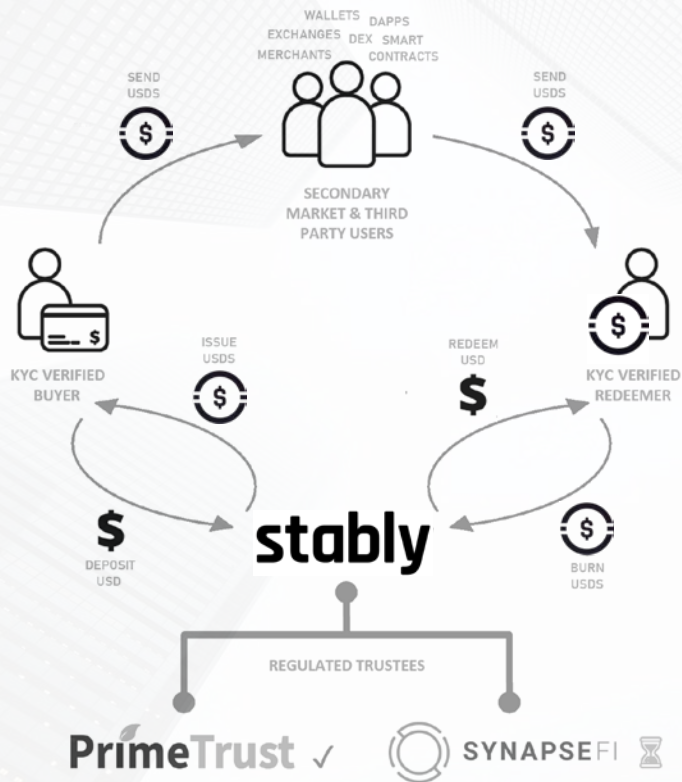 WALLETS DAPPS
EXCHANGES DEX SMART
MERCHANTS CONTRACTS
SEND
USDS
$
SEND
USDS
$
SECONDARY
MARKET & THIRD
PARTY USERS
$
KYC VERIFIED
BUYER
ISSUE
USDS
$
REDEEM
USD
$
$
KYC VERIFIED
REDEEMER
$
DEPOSIT
USD
stably
$
BURN
USDS
REGULATED TRUSTEES
PrimeTrust ✓
SYNAPSEFI